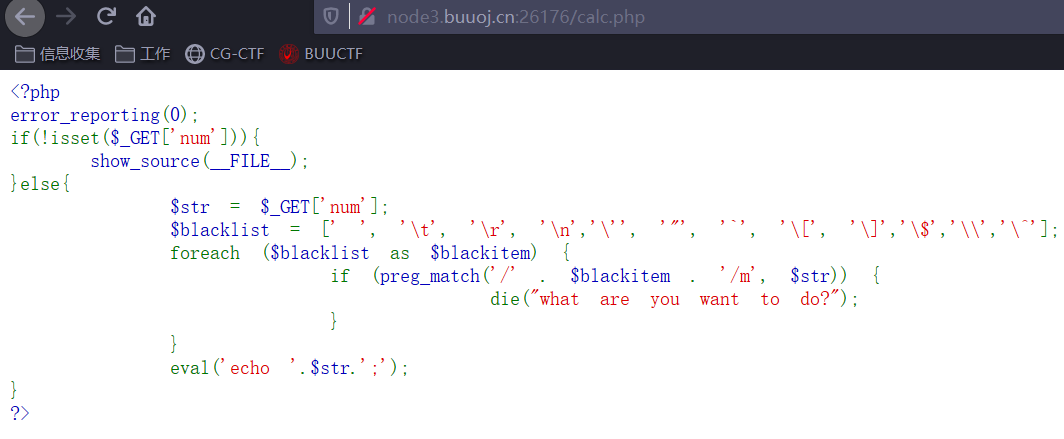 node3.buuoj.cn:26176/calc.php
信息收集 工作 CG-CTF BUUCTF
<?php
error_reporting(0);
if(!isset($_GET['num'])){
        show_source(__FILE__);
}else{
                $str = $_GET['num'];
                $blacklist = [' ', '\t', '\r', '\n','\'', '"', '`', '\[', '\]','\$','\\','\^'];
                foreach ($blacklist as $blackitem) {
                                if (preg_match('/' . $blackitem . '/m', $str)) {
                                                die("what are you want to do?");
                                }
                }
                eval('echo '.$str.';');
}
?>